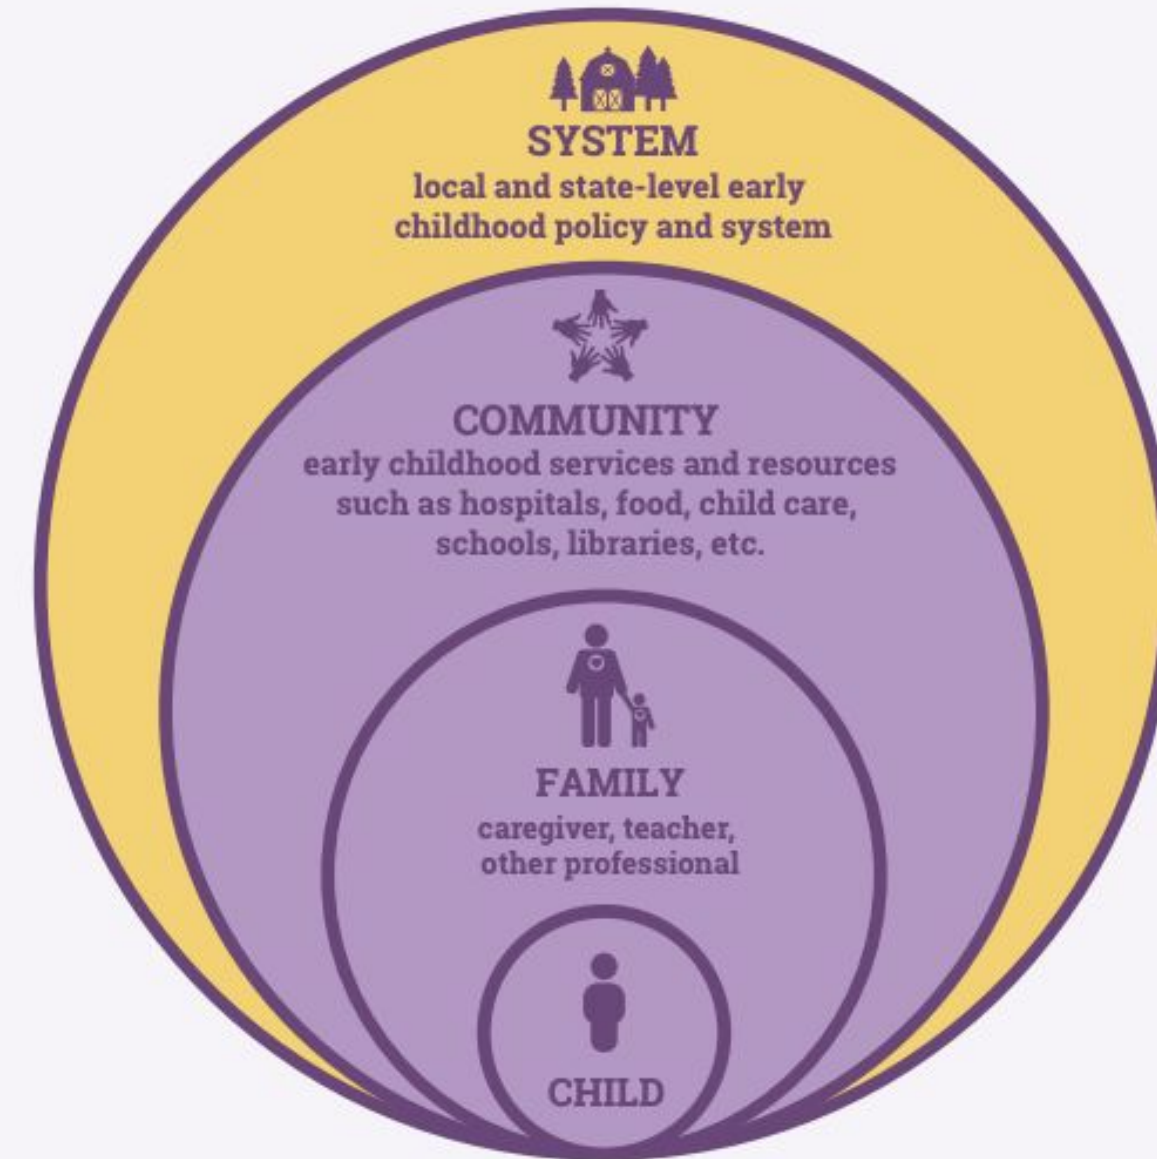 SYSTEM
local and state-level early
childhood policy and system
COMMUNITY
early childhood services and resources
such as hospitals, food, child care,
schools, libraries, etc.
FAMILY
caregiver, teacher,
other professional
CHILD